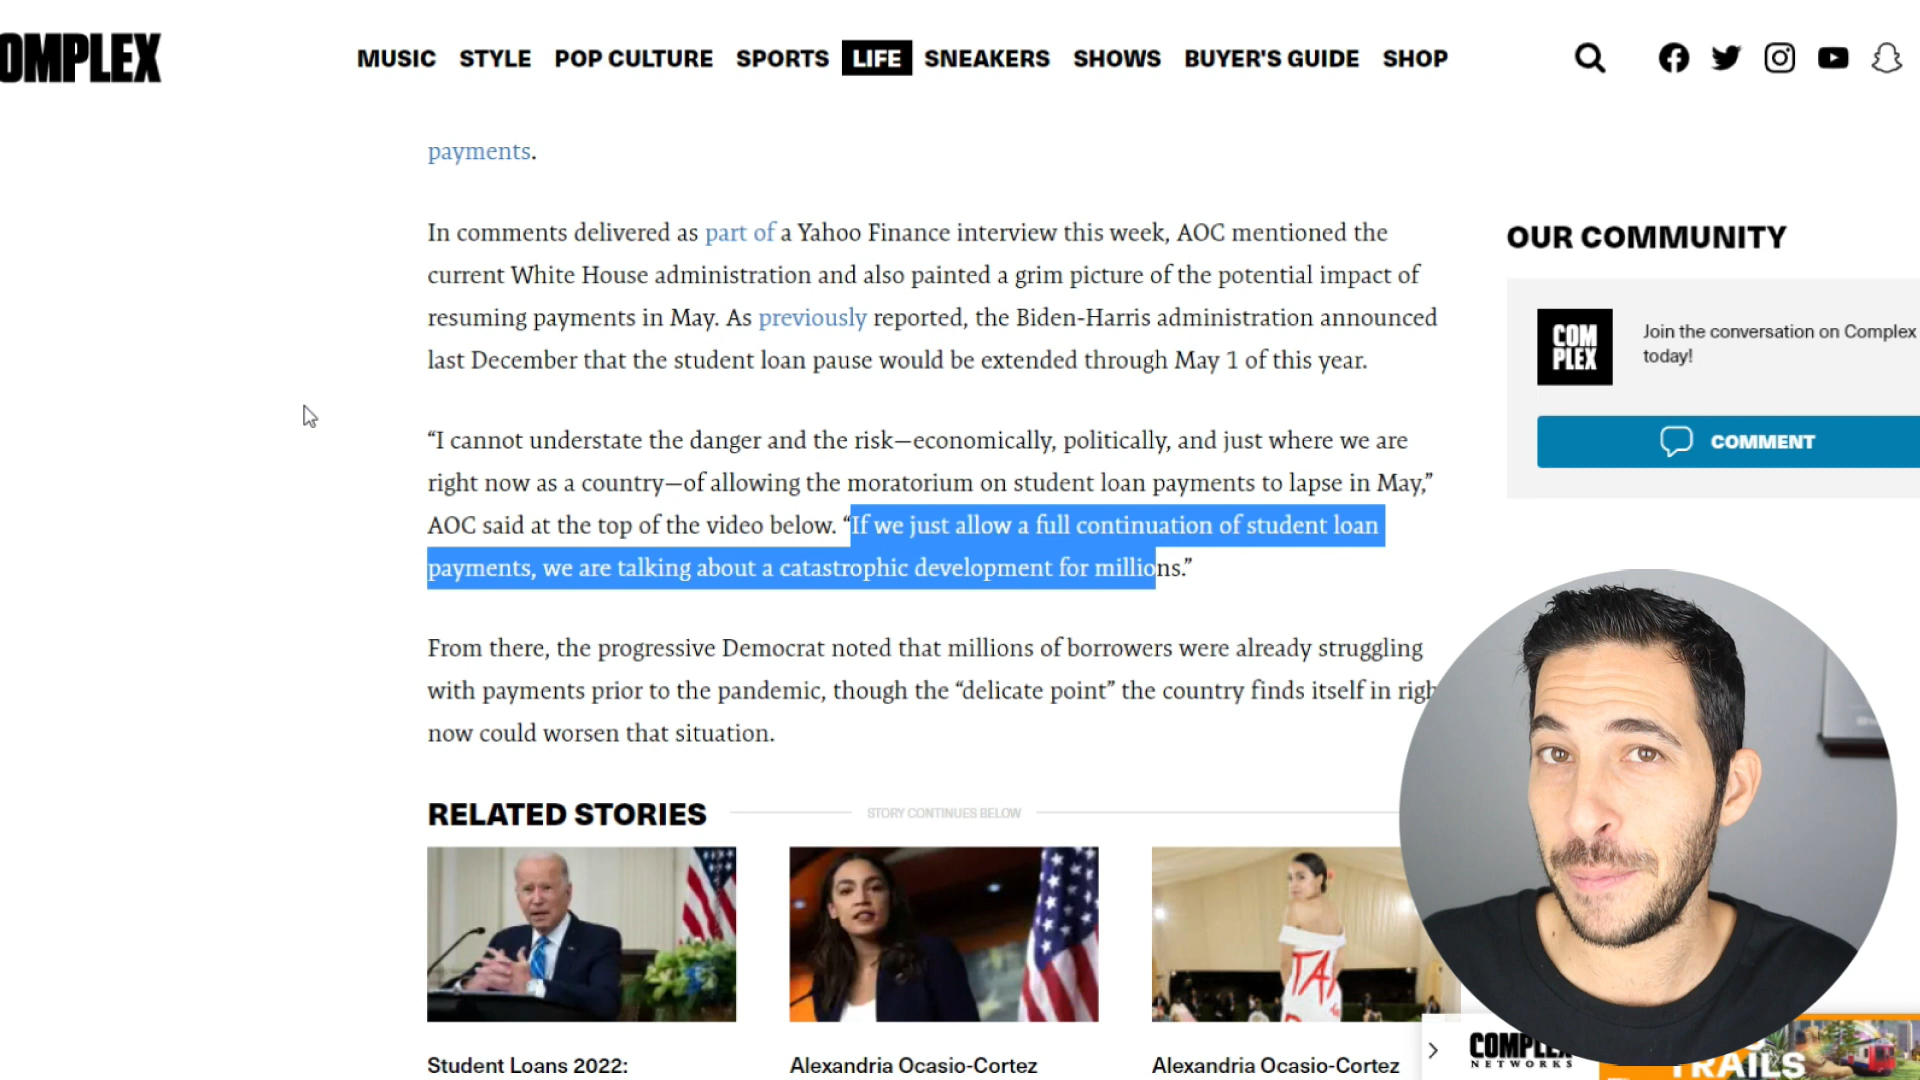 OMPLEX
MUSIC STYLE POP CULTURE SPORTS LIFE SNEAKERS SHOWS BUYER'S GUIDE SHOP
payments.
In comments delivered as part of a Yahoo Finance interview this week, AOC mentioned the
current White House administration and also painted a grim picture of the potential impact of
resuming payments in May. As previously reported, the Biden-Harris administration announced
last December that the student loan pause would be extended through May 1 of this year.
“I cannot understate the danger and the risk—economically, politically, and just where we are
right now as a country—of allowing the moratorium on student loan payments to lapse in May,”
AOC said at the top of the video below. “If we just allow a full continuation of student loan
payments, we are talking about a catastrophic development for millions.”
From there, the progressive Democrat noted that millions of borrowers were already struggling
with payments prior to the pandemic, though the “delicate point” the country finds itself in righ
now could worsen that situation.
OUR COMMUNITY
COM
PLEX
Join the conversation on Complex
today!
COMMENT
RELATED STORIES
STORY CONTINUES BELOW
TA
Student Loans 2022:
Alexandria Ocasio-Cortez
Alexandria Ocasio-Cortez
COMPLEX
NETWORKS
TRAILS